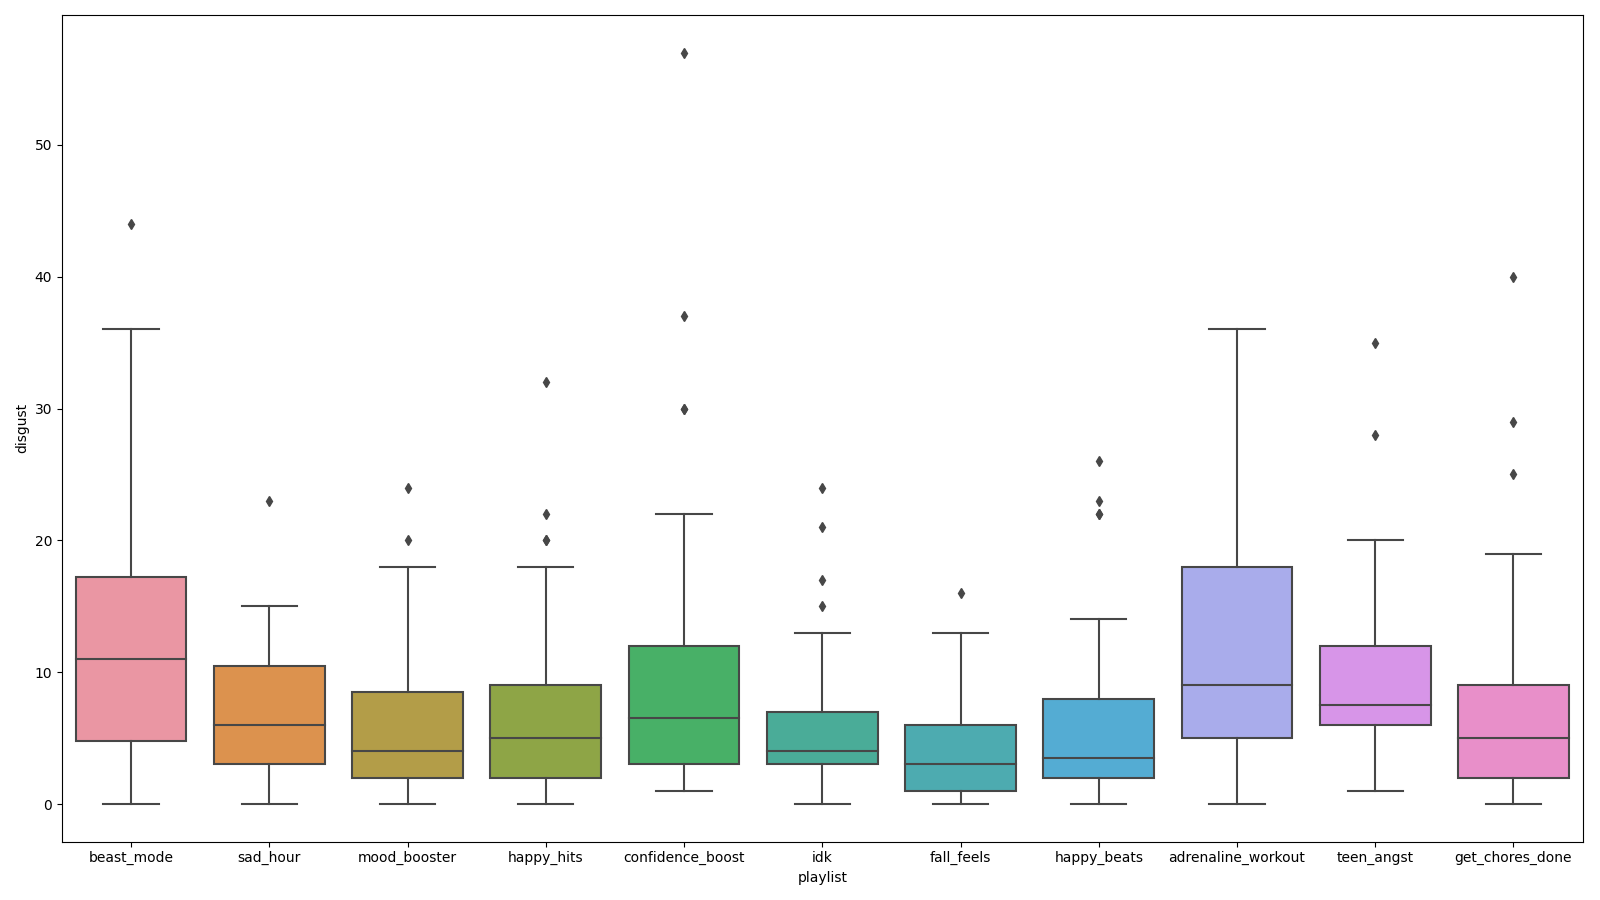 50
40
30
20
10
0
disgust
beast_mode sad_hour mood_booster happy_hits confidence_boost idk fall_feels happy_beats adrenaline_workout teen_angst get_chores_done
playlist